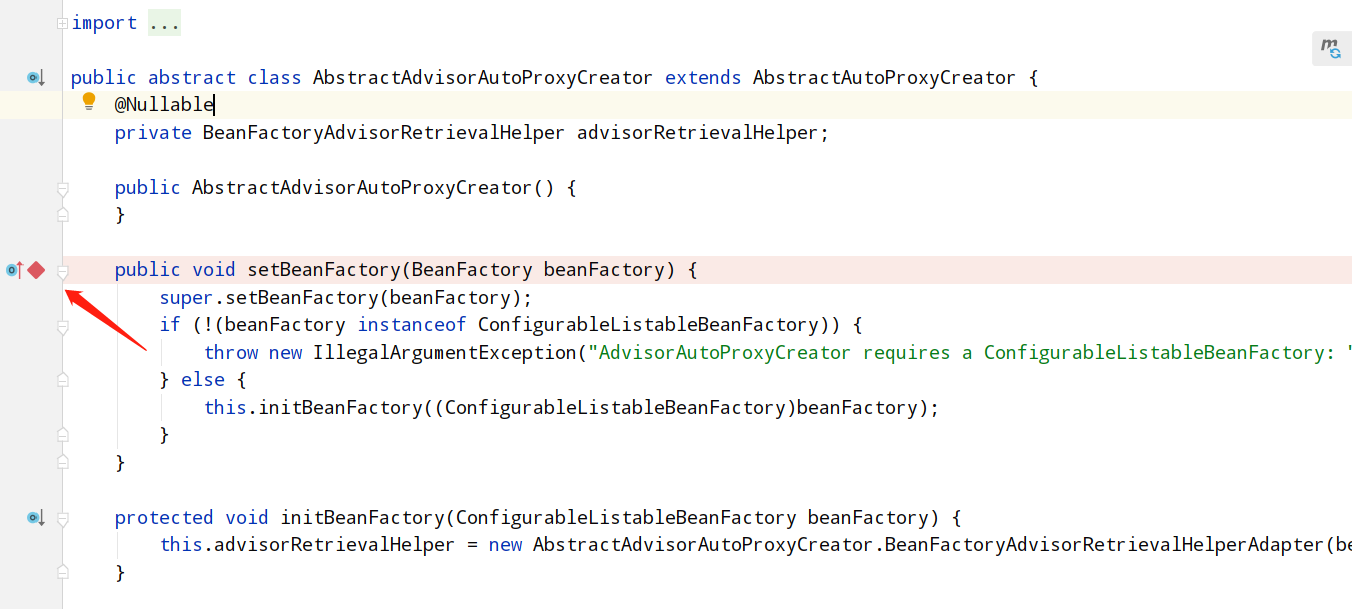 import ...
public abstract class AbstractAdvisorAutoProxyCreator extends AbstractAutoProxyCreator {
@Nullable
private BeanFactoryAdvisorRetrievalHelper advisorRetrievalHelper;
public AbstractAdvisorAutoProxyCreator() {
}
public void setBeanFactory(BeanFactory beanFactory) {
super.setBeanFactory(beanFactory);
if (!(beanFactory instanceof ConfigurableListableBeanFactory)) {
throw new IllegalArgumentException("AdvisorAutoProxyCreator requires a ConfigurableListableBeanFactory: "
} else {
this.initBeanFactory((ConfigurableListableBeanFactory)beanFactory);
}
}
protected void initBeanFactory(ConfigurableListableBeanFactory beanFactory) {
this.advisorRetrievalHelper = new AbstractAdvisorAutoProxyCreator.BeanFactoryAdvisorRetrievalHelperAdapter(be
}